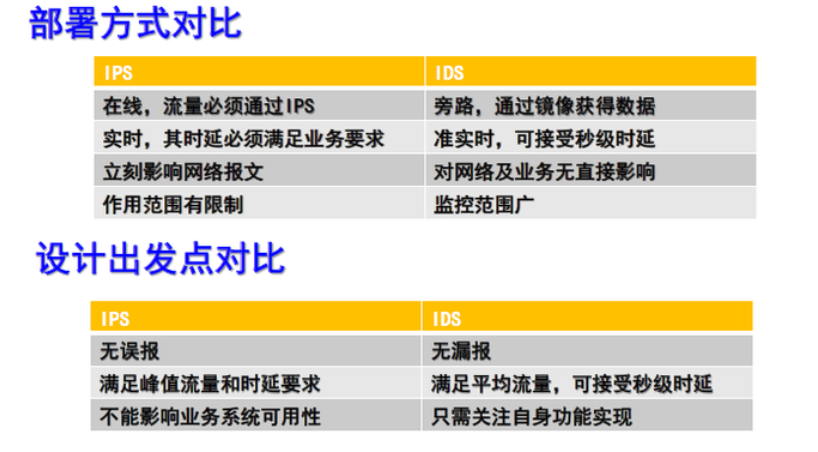 部署方式对比
IPS IDS
在线，流量必须通过IPS 旁路，通过镜像获得数据
实时，其时延必须满足业务要求 准实时，可接受秒级时延
立刻影响网络报文 对网络及业务无直接影响
作用范围有限制 监控范围广
设计出发点对比
IPS IDS
无误报 无漏报
满足峰值流量和时延要求 满足平均流量，可接受秒级时延
不能影响业务系统可用性 只需关注自身功能实现